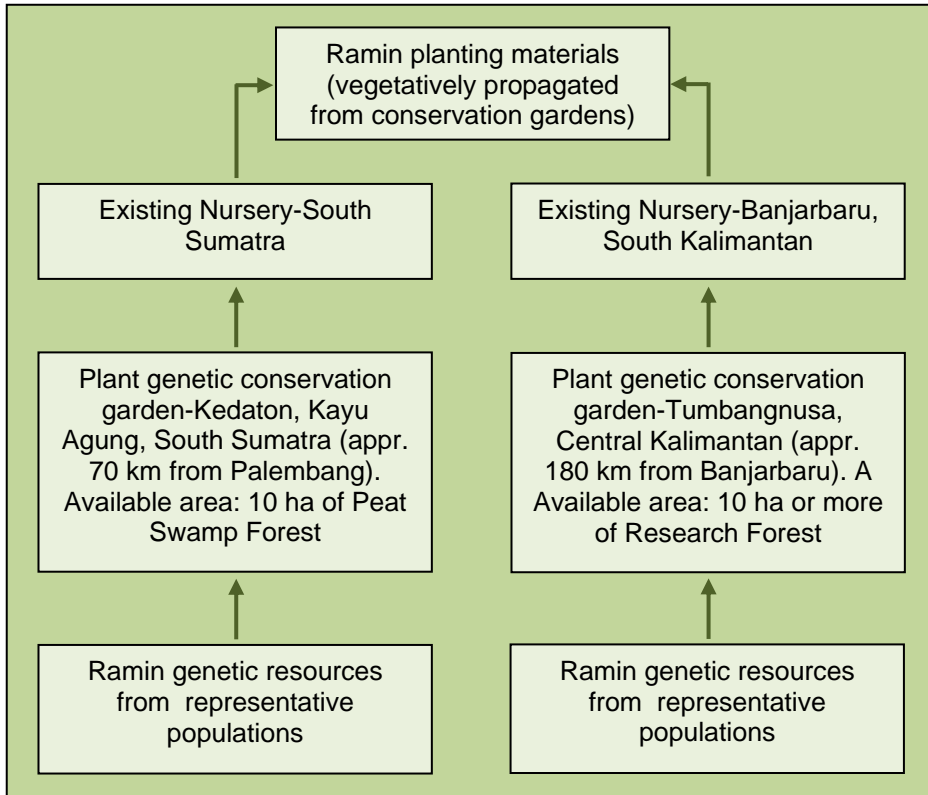 Ramin planting materials
(vegetatively propagated
from conservation gardens)
Existing Nursery-South
Sumatra
Existing Nursery-Banjarbaru,
South Kalimantan
Plant genetic conservation
garden-Kedaton, Kayu
Agung, South Sumatra (appr.
70 km from Palembang).
Available area: 10 ha of Peat
Swamp Forest
Plant genetic conservation
garden-Tumbangnusa,
Central Kalimantan (appr.
180 km from Banjarbaru). A
Available area: 10 ha or more
of Research Forest
Ramin genetic resources
from representative
populations
Ramin genetic resources
from representative
populations